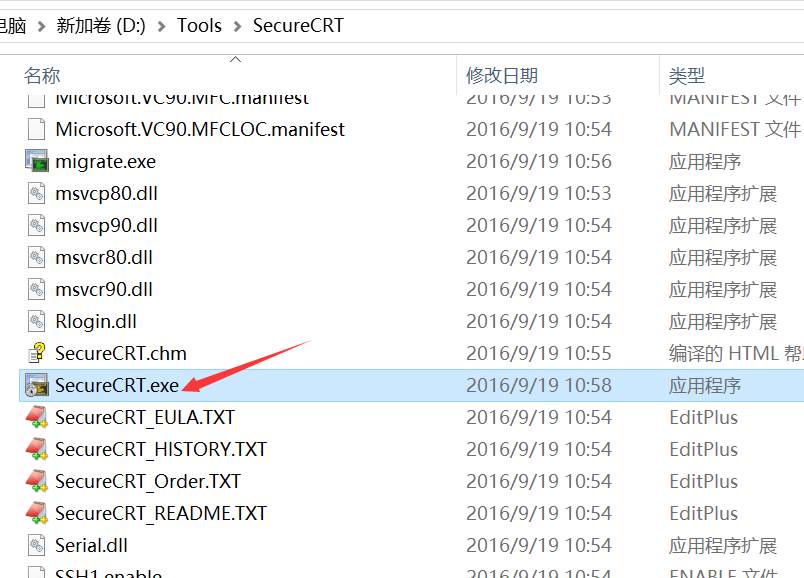 电脑 > 新加卷 (D:) > Tools > SecureCRT
名称 修改日期 类型
Microsoft.VC90.MFC.manifest 2016/9/19 10:53 MANIFEST 文件
Microsoft.VC90.MFCLOC.manifest 2016/9/19 10:54 MANIFEST 文件
migrate.exe 2016/9/19 10:56 应用程序
msvcp80.dll 2016/9/19 10:53 应用程序扩展
msvcp90.dll 2016/9/19 10:54 应用程序扩展
msvcr80.dll 2016/9/19 10:54 应用程序扩展
msvcr90.dll 2016/9/19 10:54 应用程序扩展
Rlogin.dll 2016/9/19 10:54 应用程序扩展
SecureCRT.chm 2016/9/19 10:55 编译的 HTML 帮
SecureCRT.exe 2016/9/19 10:58 应用程序
SecureCRT_EULA.TXT 2016/9/19 10:54 EditPlus
SecureCRT_HISTORY.TXT 2016/9/19 10:54 EditPlus
SecureCRT_Order.TXT 2016/9/19 10:54 EditPlus
SecureCRT_README.TXT 2016/9/19 10:54 EditPlus
Serial.dll 2016/9/19 10:54 应用程序扩展
SSH1.enable 2016/9/19 10:54 ENABLE 文件